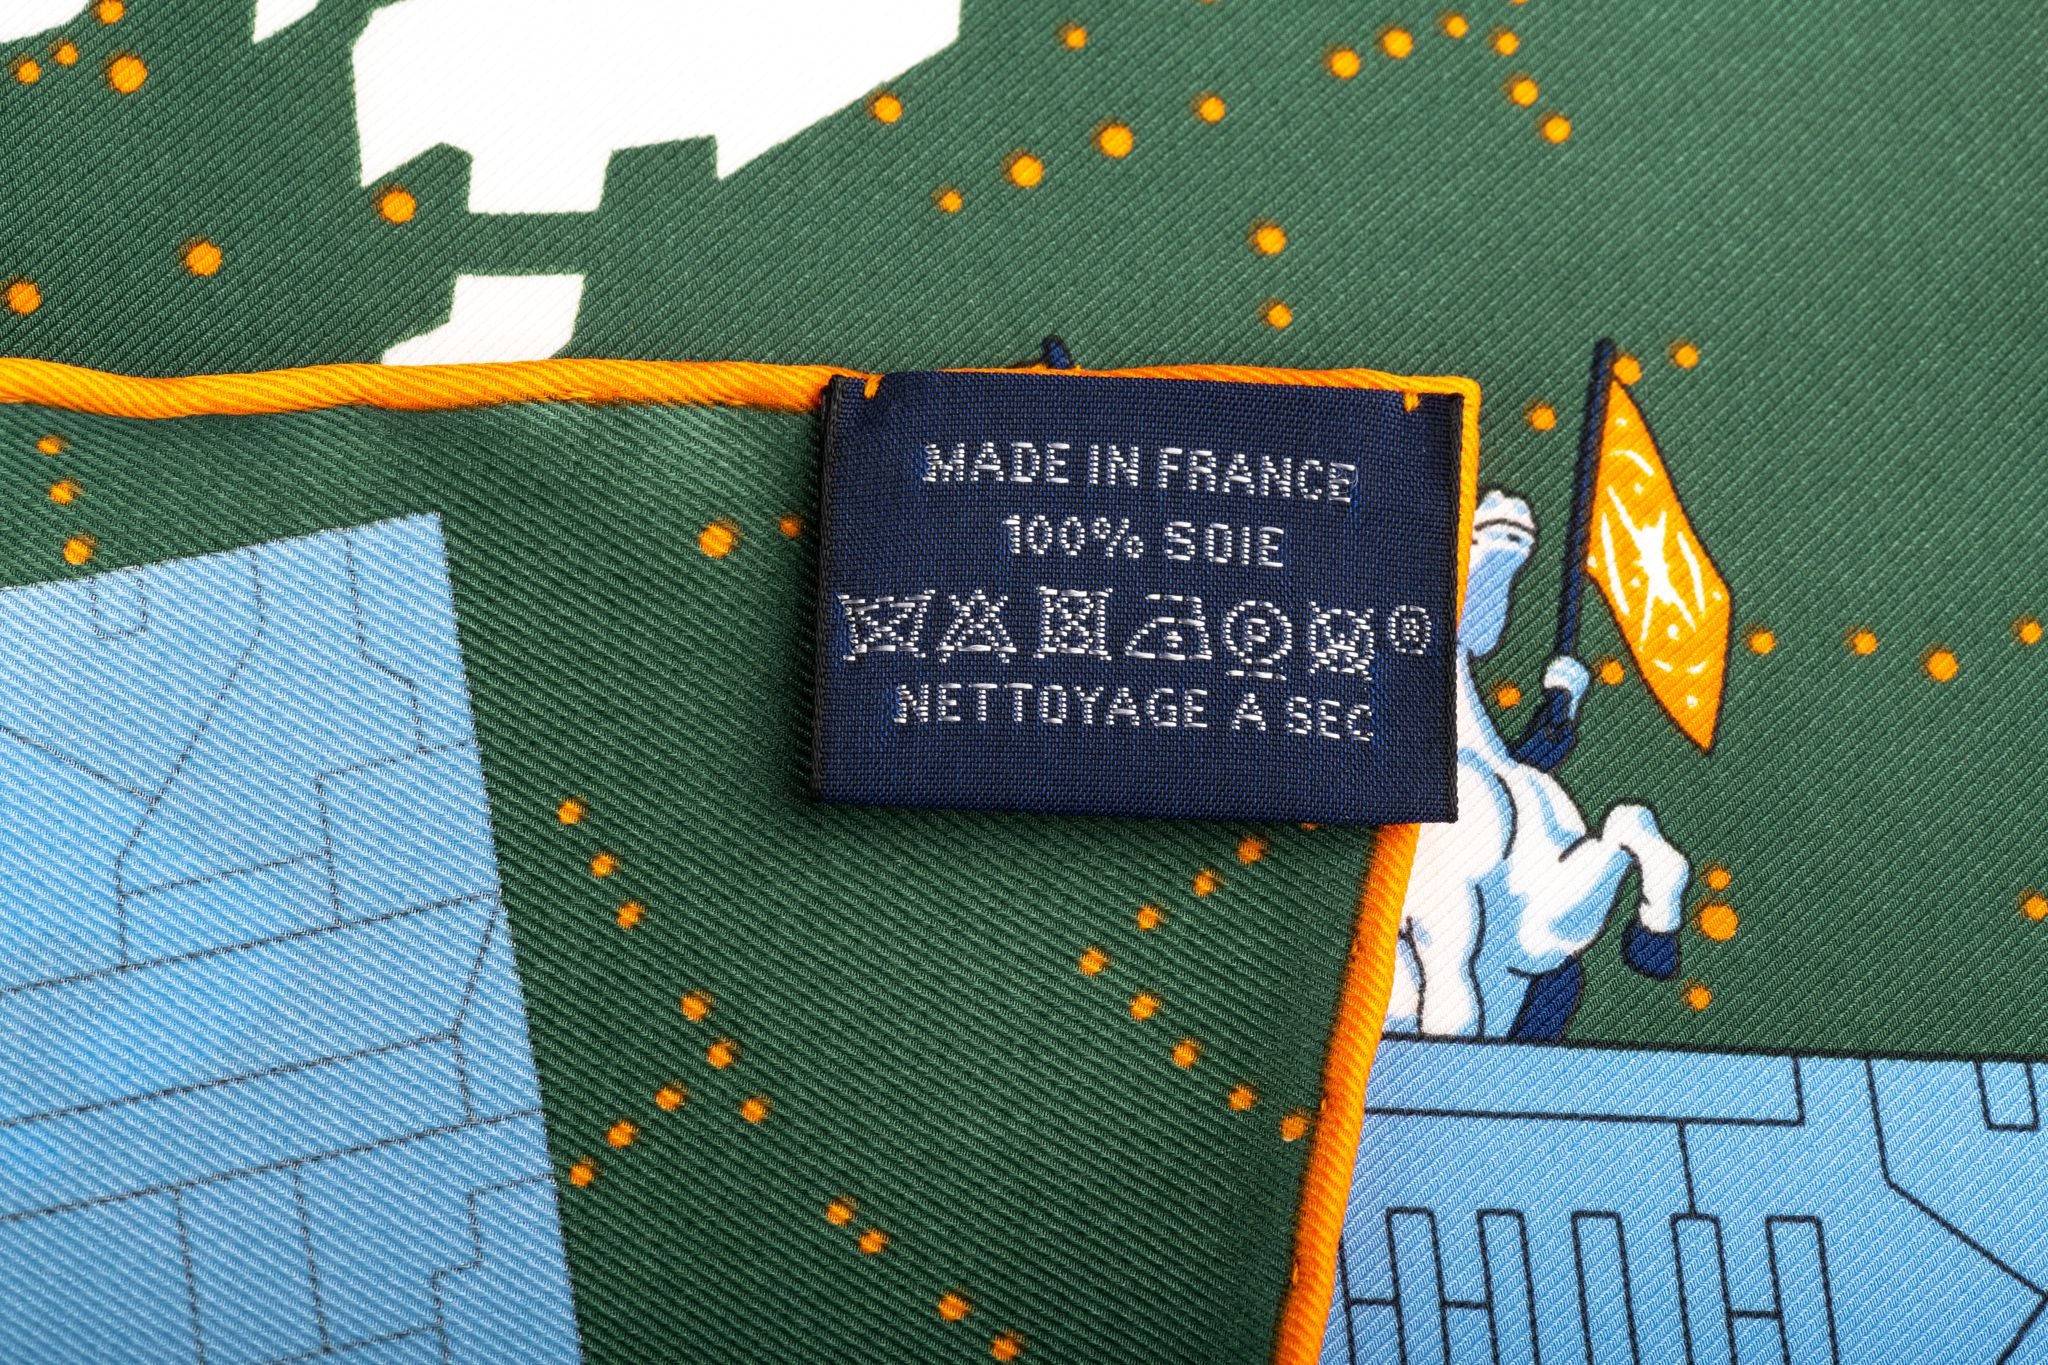 MADE IN FRANCE
100% SOIE
P ®
NETTOYAGE A SEC